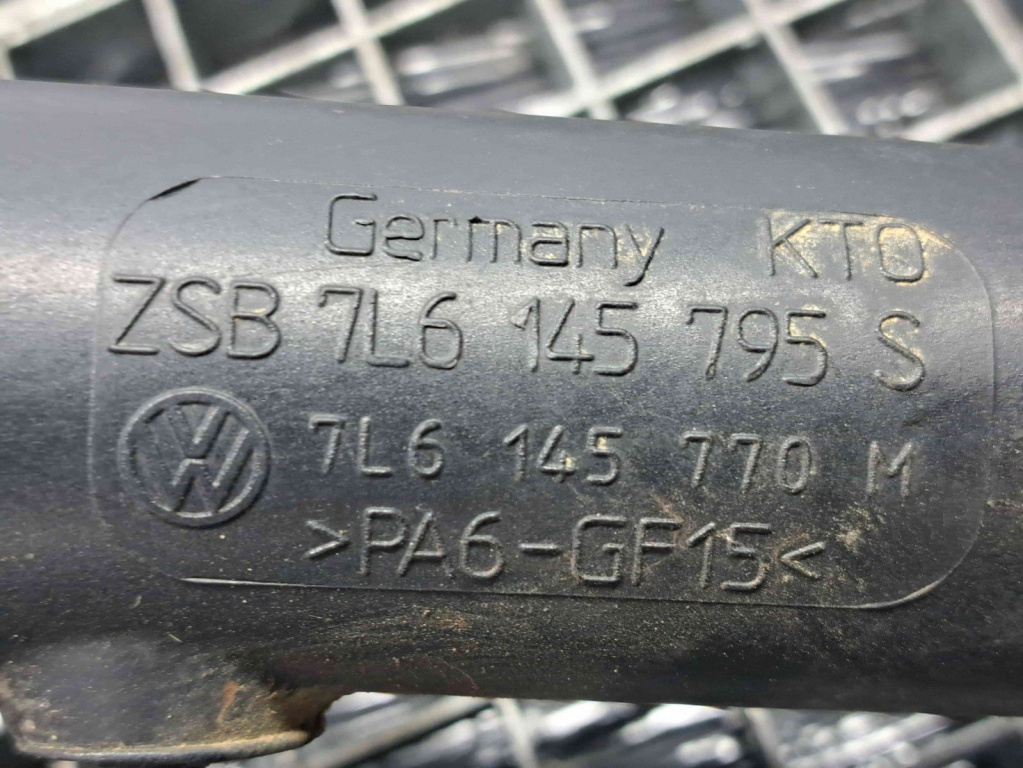 Germany KTO
ZSB 7L6 145 795 S
7L6 145 770 M
>PA6-GF15<